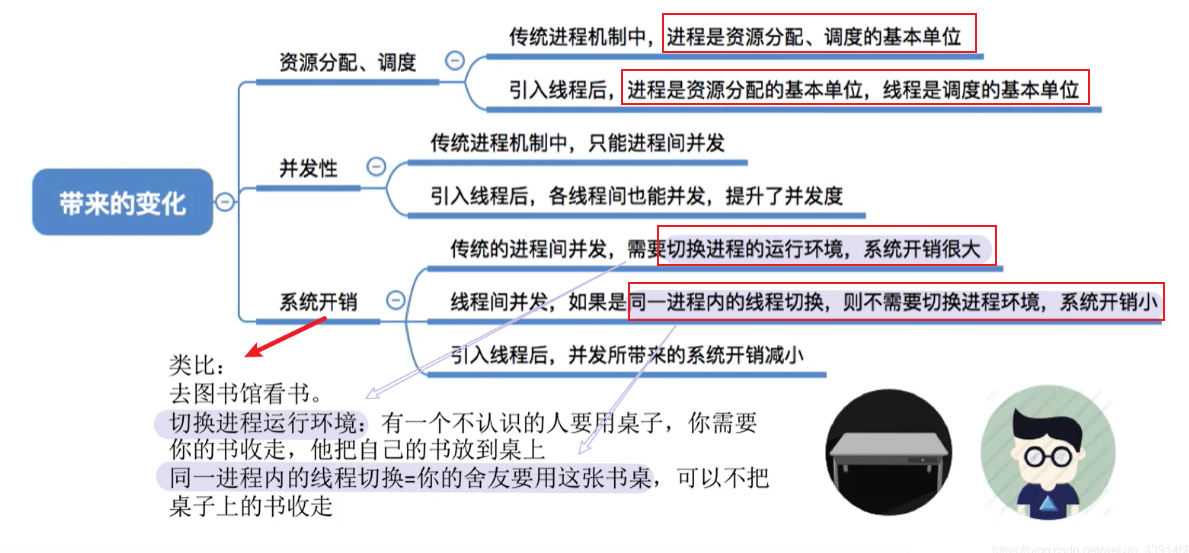 传统进程机制中，进程是资源分配、调度的基本单位
资源分配、调度
引入线程后，进程是资源分配的基本单位，线程是调度的基本单位
传统进程机制中，只能进程间并发
并发性
带来的变化
引入线程后，各线程间也能并发，提升了并发度
传统的进程间并发，需要切换进程的运行环境，系统开销很大
系统开销
线程间并发，如果是同一进程内的线程切换，则不需要切换进程环境，系统开销小
引入线程后，并发所带来的系统开销减小
类比：
去图书馆看书。
切换进程运行环境：有一个不认识的人要用桌子，你需要
你的书收走，他把自己的书放到桌上
同一进程内的线程切换=你的舍友要用这张书桌，可以不把
桌子上的书收走